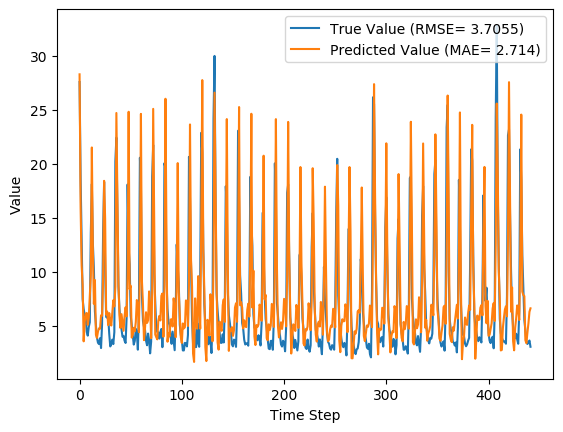 True Value (RMSE= 3.7055)
Predicted Value (MAE= 2.714)
30
25
20
15
10
5
Value
0 100 200 300 400
Time Step